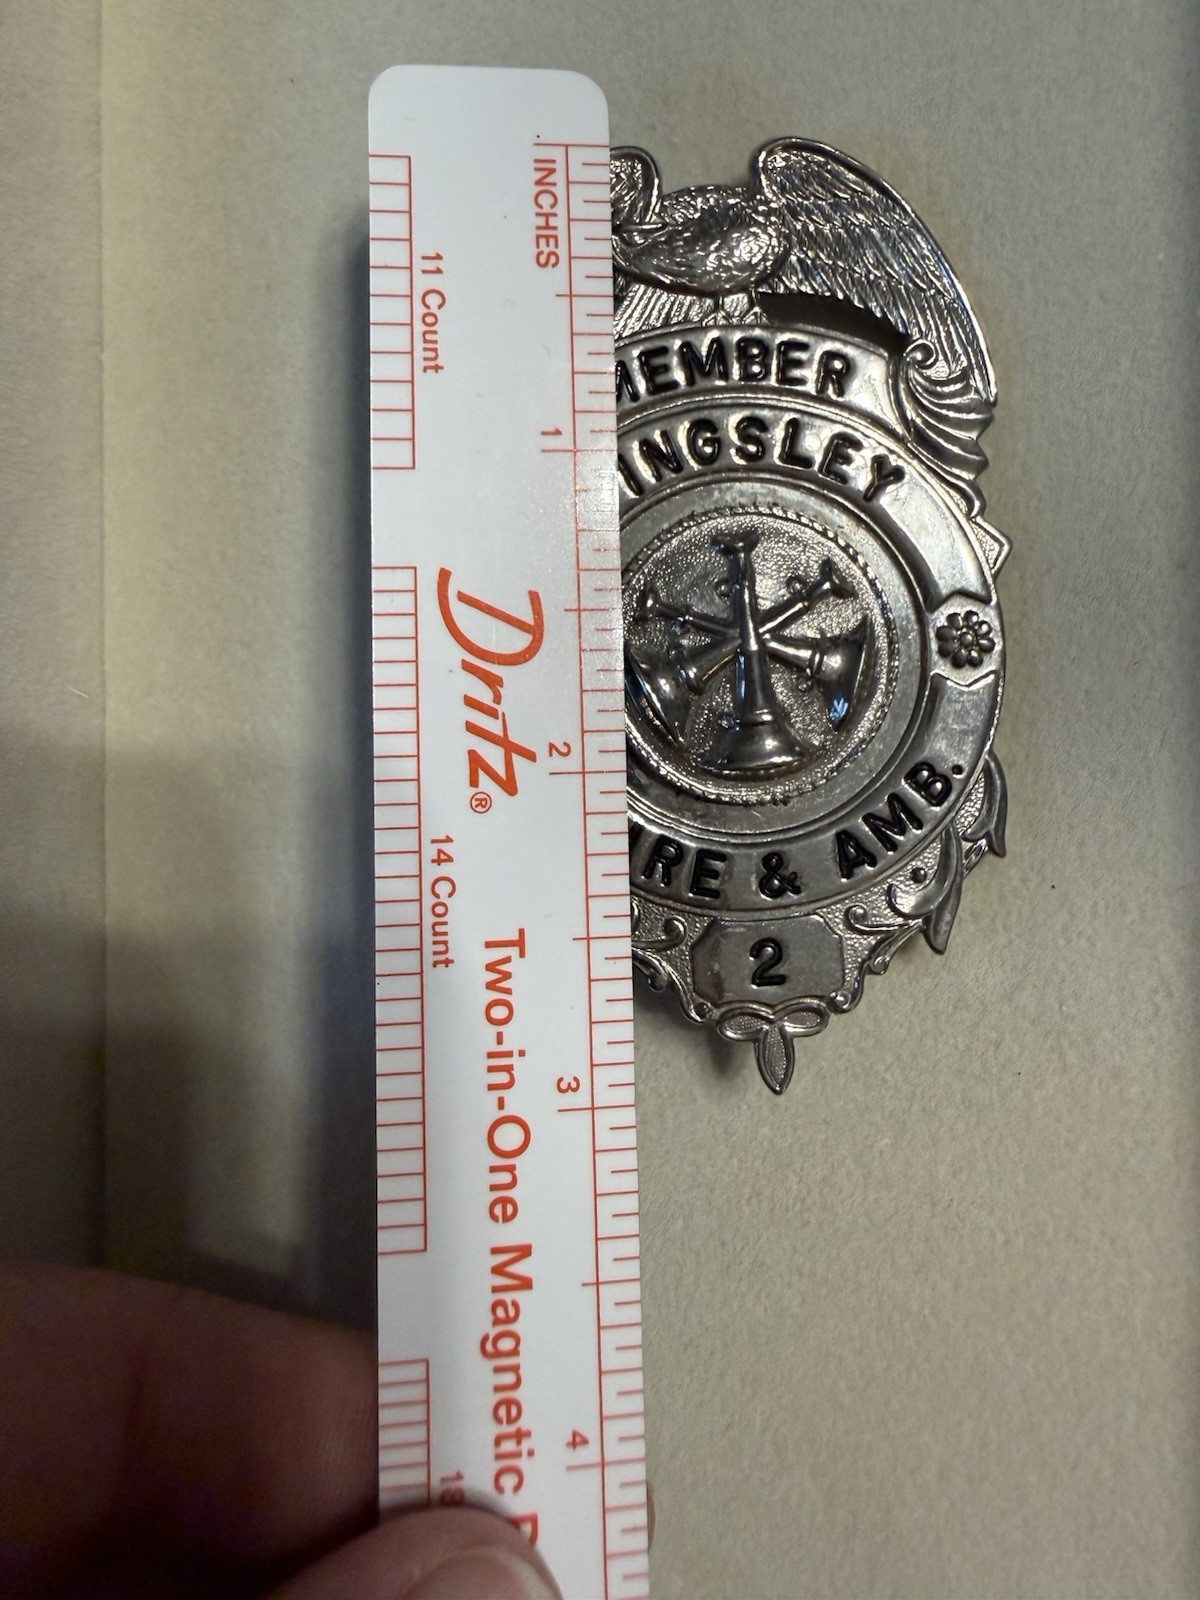 INCHES
1
2
3
4
11 Count
14 Count
18
Dritz®
Two-in-One Magnetic
MEMBER
INGSLEY
IRE & AMB.
2